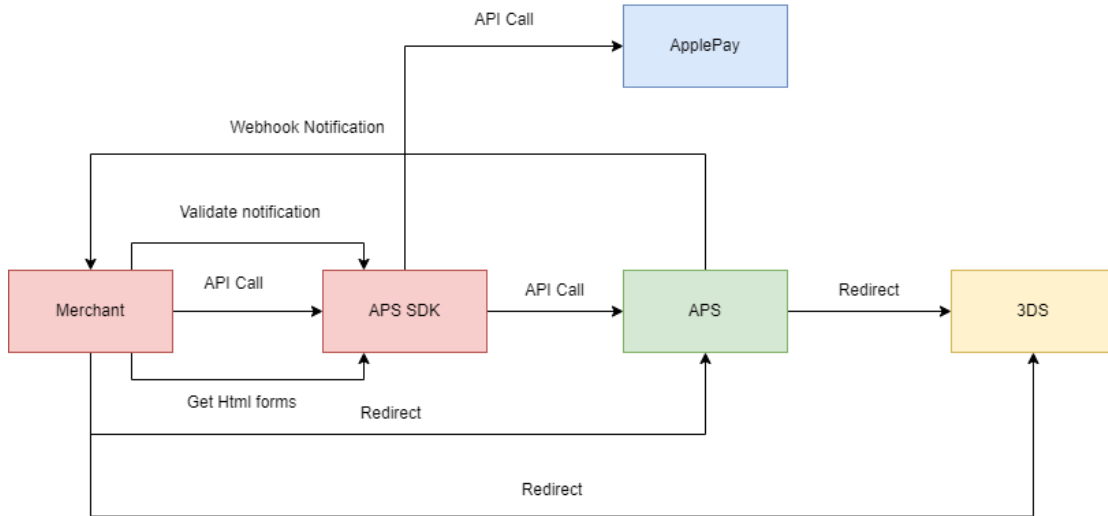 API Call
ApplePay
Webhook Notification
Validate notification
API Call
API Call
Redirect
Merchant
APS SDK
APS
3DS
Get Html forms
Redirect
Redirect